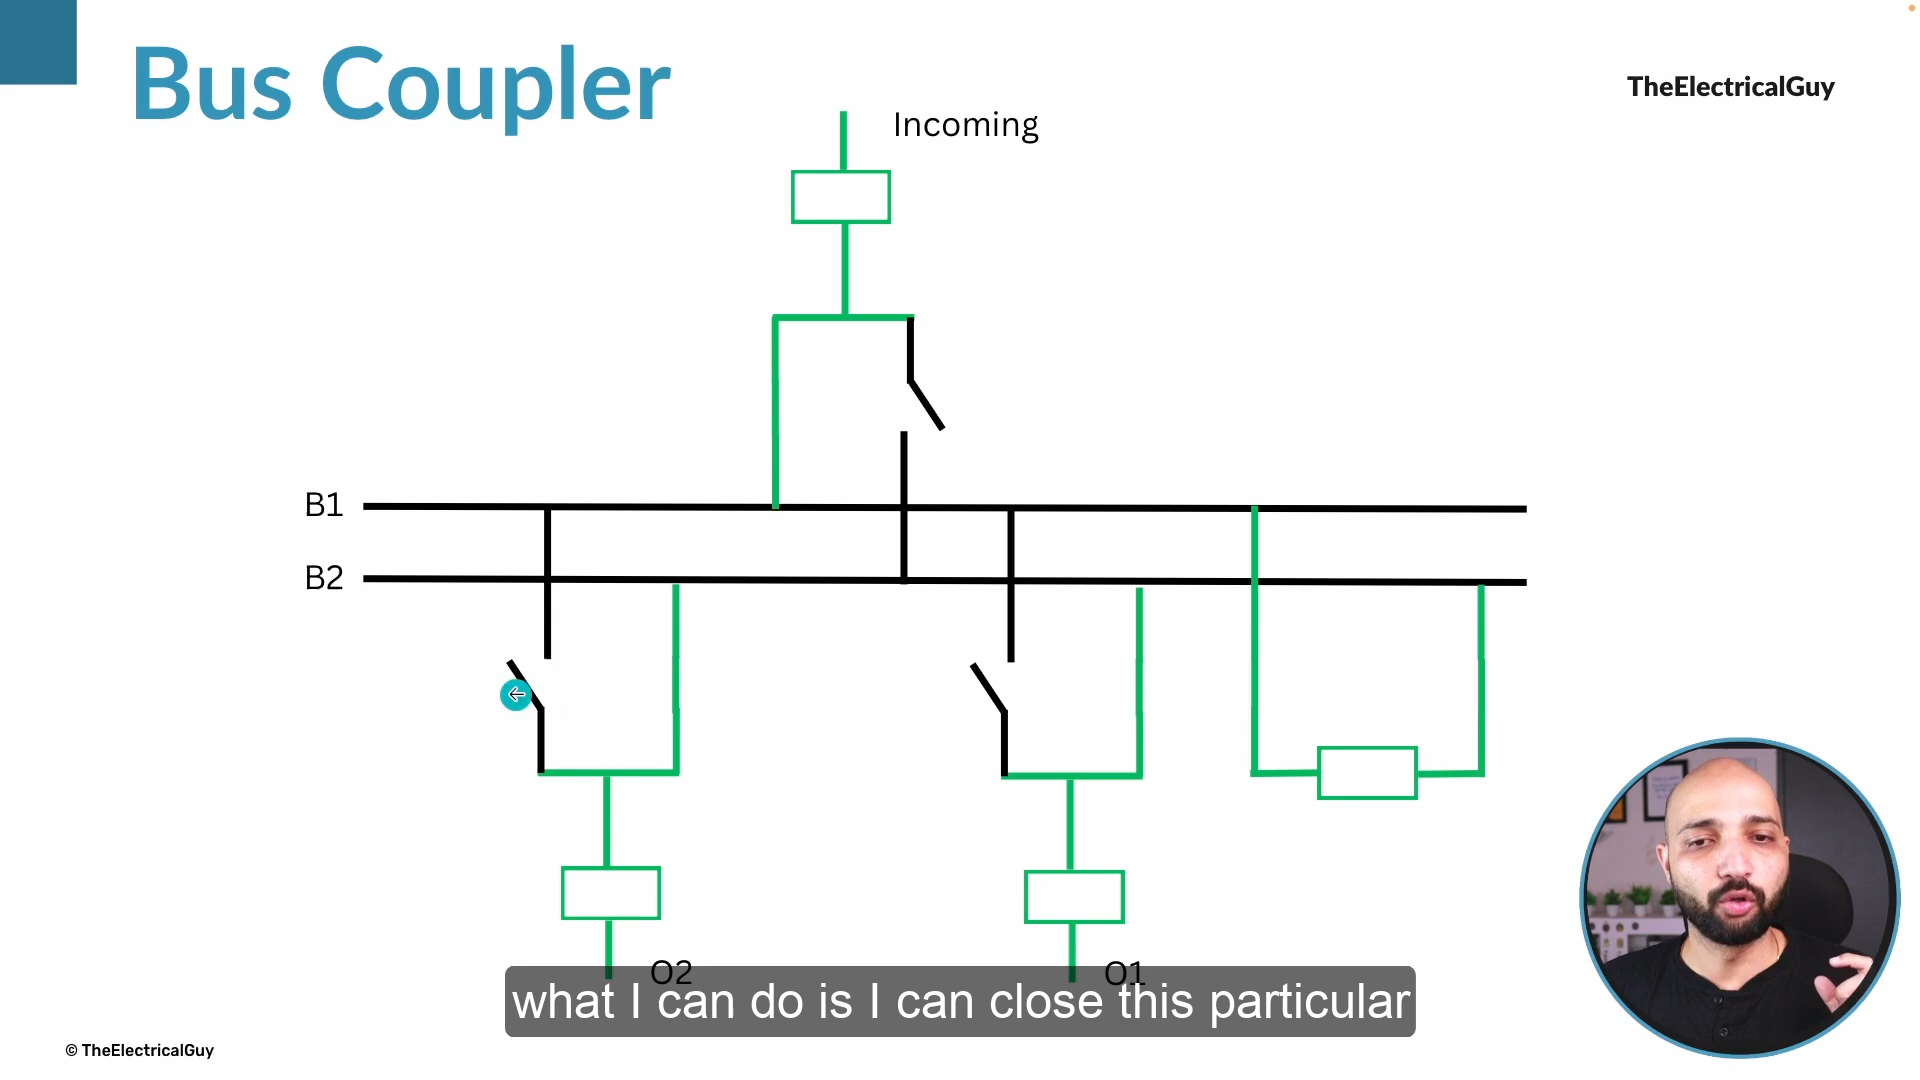 Bus Coupler
TheElectricalGuy
Incoming
B1
B2
O2
O1
what I can do is I can close this particular
© TheElectricalGuy